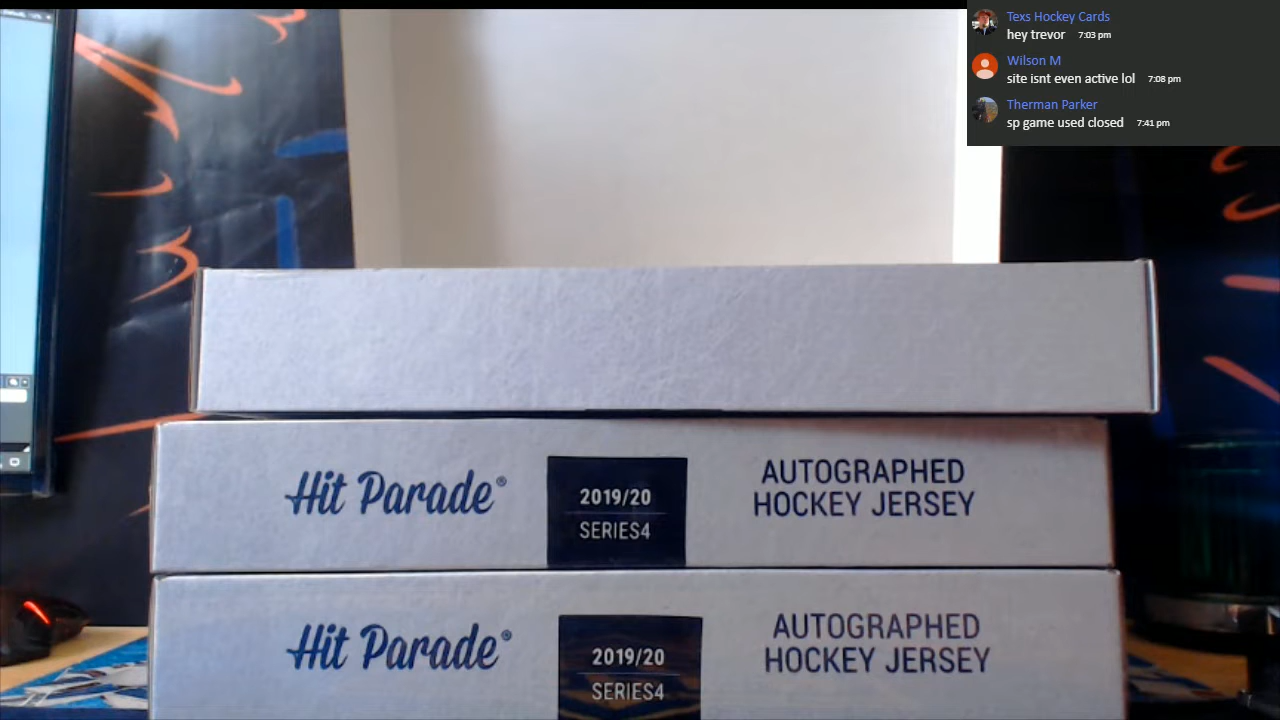 Texs Hockey Cards
hey trevor 7:03 pm
Wilson M
site isnt even active lol 7:08 pm
Therman Parker
sp game used closed 7:41 pm
Hit Parade®
2019/20
SERIES4
AUTOGRAPHED
HOCKEY JERSEY
Hit Parade®
2019/20
SERIES4
AUTOGRAPHED
HOCKEY JERSEY